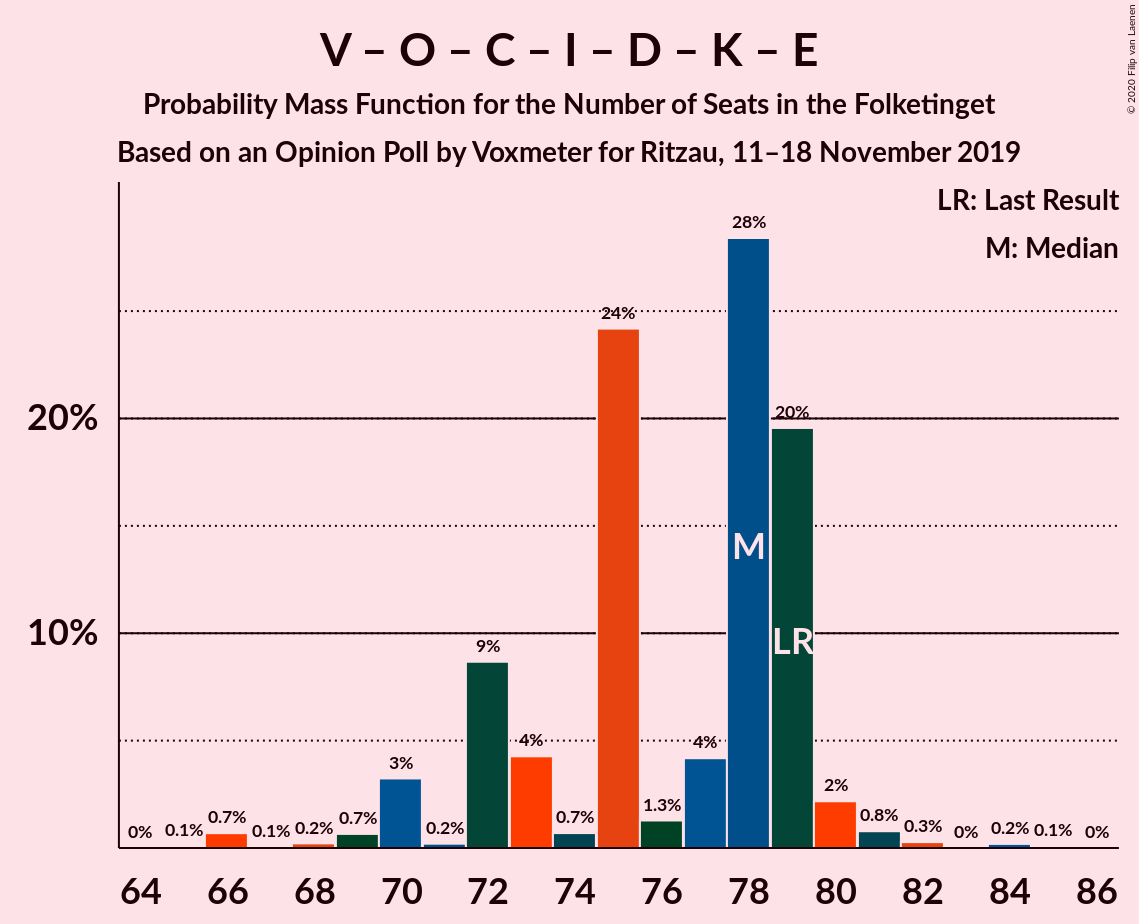 V – O – C – I – D – K – E
Probability Mass Function for the Number of Seats in the Folketinget
Based on an Opinion Poll by Voxmeter for Ritzau, 11–18 November 2019
© 2020 Filip van Laenen
LR: Last Result
M: Median
20%
10%
0%
0.1%
0.7%
0.1%
0.2%
0.7%
3%
0.2%
9%
4%
0.7%
24%
1.3%
4%
28%
20%
2%
0.8%
0.3%
0%
0.2%
0.1%
0%
M
LR
64 66 68 70 72 74 76 78 80 82 84 86